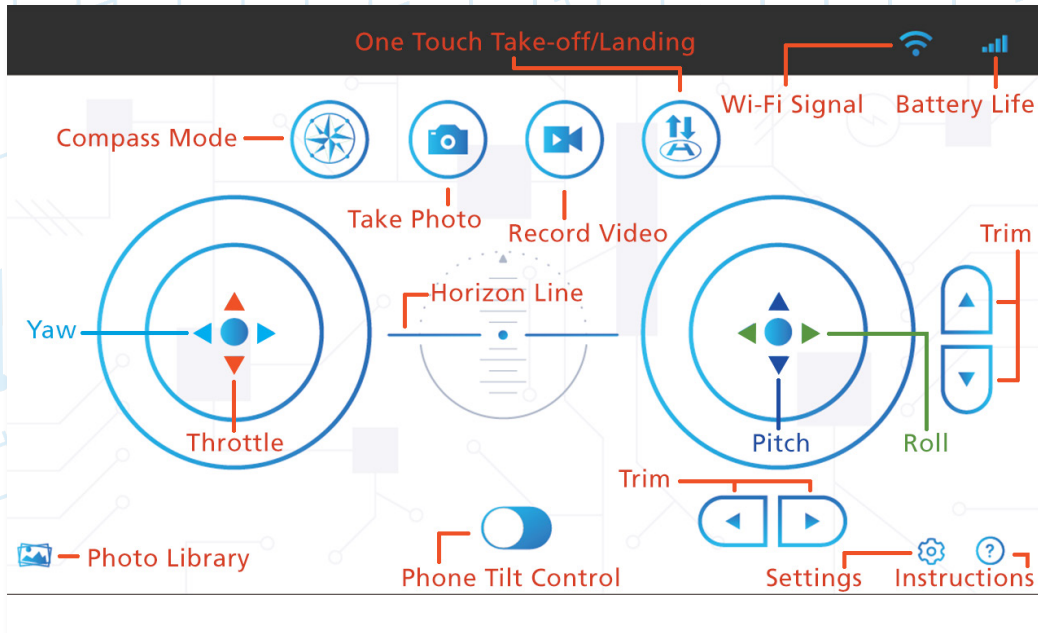 One Touch Take-off/Landing
Wi-Fi Signal
Battery Life
Compass Mode
Take Photo
Record Video
Trim
Horizon Line
Yaw
Throttle
Pitch
Roll
Trim
Photo Library
Phone Tilt Control
Settings
?
Instructions